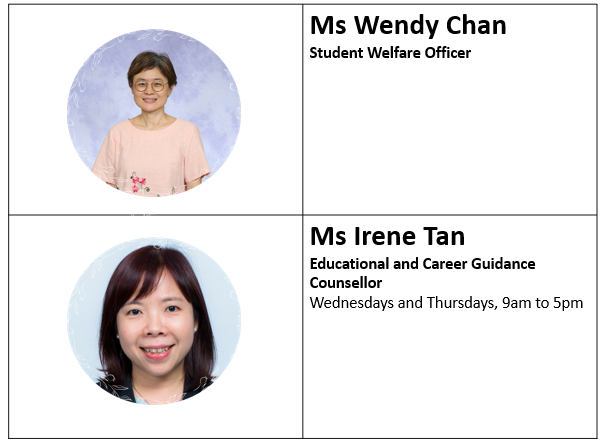 Ms Wendy Chan
Student Welfare Officer
Ms Irene Tan
Educational and Career Guidance
Counsellor
Wednesdays and Thursdays, 9am to 5pm